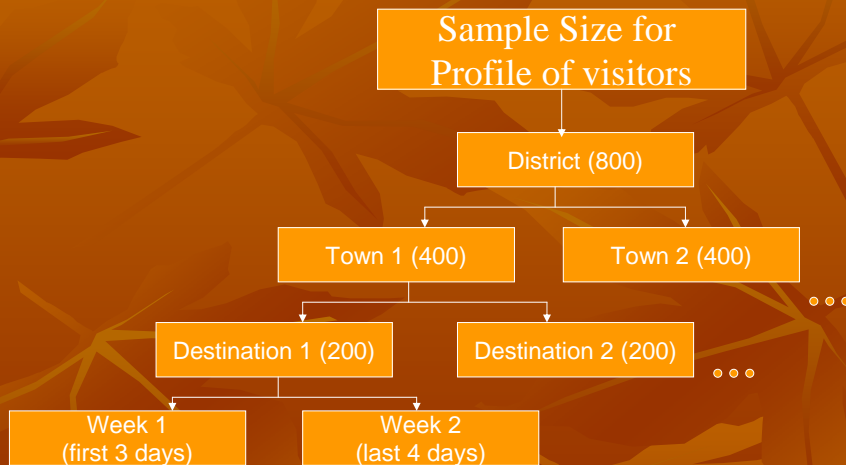 Sample Size for
Profile of visitors
District (800)
Town 1 (400)
Town 2 (400)
Destination 1 (200)
Destination 2 (200)
Week 1
(first 3 days)
Week 2
(last 4 days)